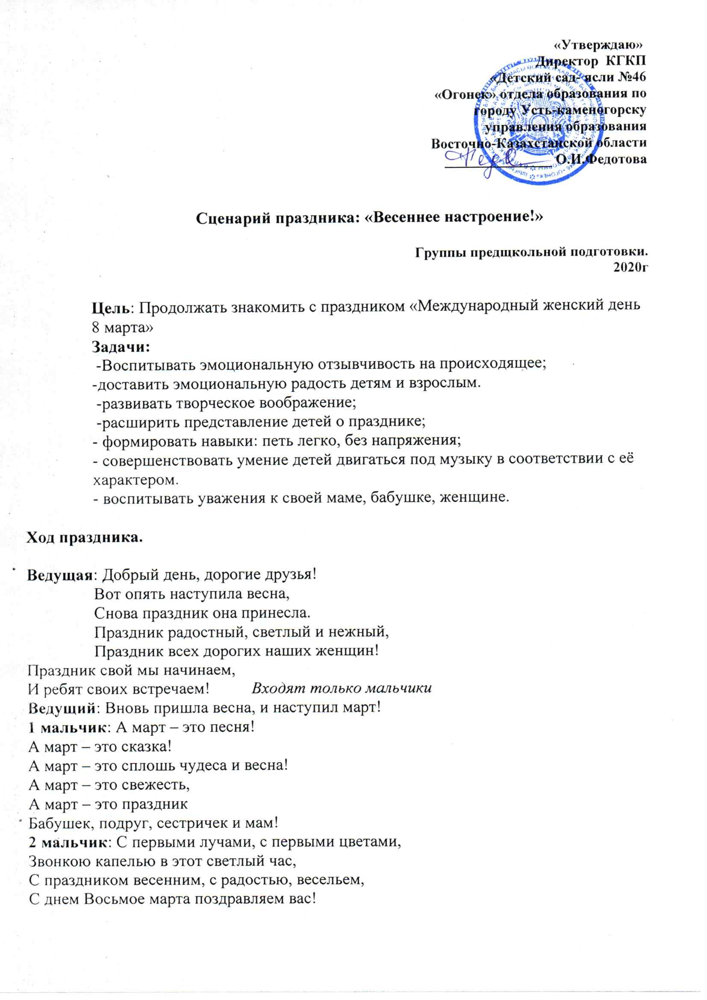 «Утверждаю»
Директор КГКП
«Детский сад- ясли №46
«Огонек» отдела образования по
городу Усть-каменогорску
управления образования
Восточно-Казахстанской области
О.И.Федотова
Сценарий праздника: «Весеннее настроение!»
Группы предщкольной подготовки.
2020г
Цель: Продолжать знакомить с праздником «Международный женский день
8 марта»
Задачи:
-Воспитывать эмоциональную отзывчивость на происходящее;
-доставить эмоциональную радость детям и взрослым.
-развивать творческое воображение;
-расширить представление детей о празднике;
- формировать навыки: петь легко, без напряжения;
- совершенствовать умение детей двигаться под музыку в соответствии с её
характером.
- воспитывать уважения к своей маме, бабушке, женщине.
Ход праздника.
Ведущая: Добрый день, дорогие друзья!
Вот опять наступила весна,
Снова праздник она принесла.
Праздник радостный, светлый и нежный,
Праздник всех дорогих наших женщин!
Праздник свой мы начинаем,
И ребят своих встречаем! Входят только мальчики
Ведущий: Вновь пришла весна, и наступил март!
1 мальчик: А март – это песня!
А март – это сказка!
А март – это сплошь чудеса и весна!
А март – это свежесть,
А март – это праздник
Бабушек, подруг, сестричек и мам!
2 мальчик: С первыми лучами, с первыми цветами,
Звонкою капелью в этот светлый час,
С праздником весенним, с радостью, весельем,
С днем Восьмое марта поздравляем вас!